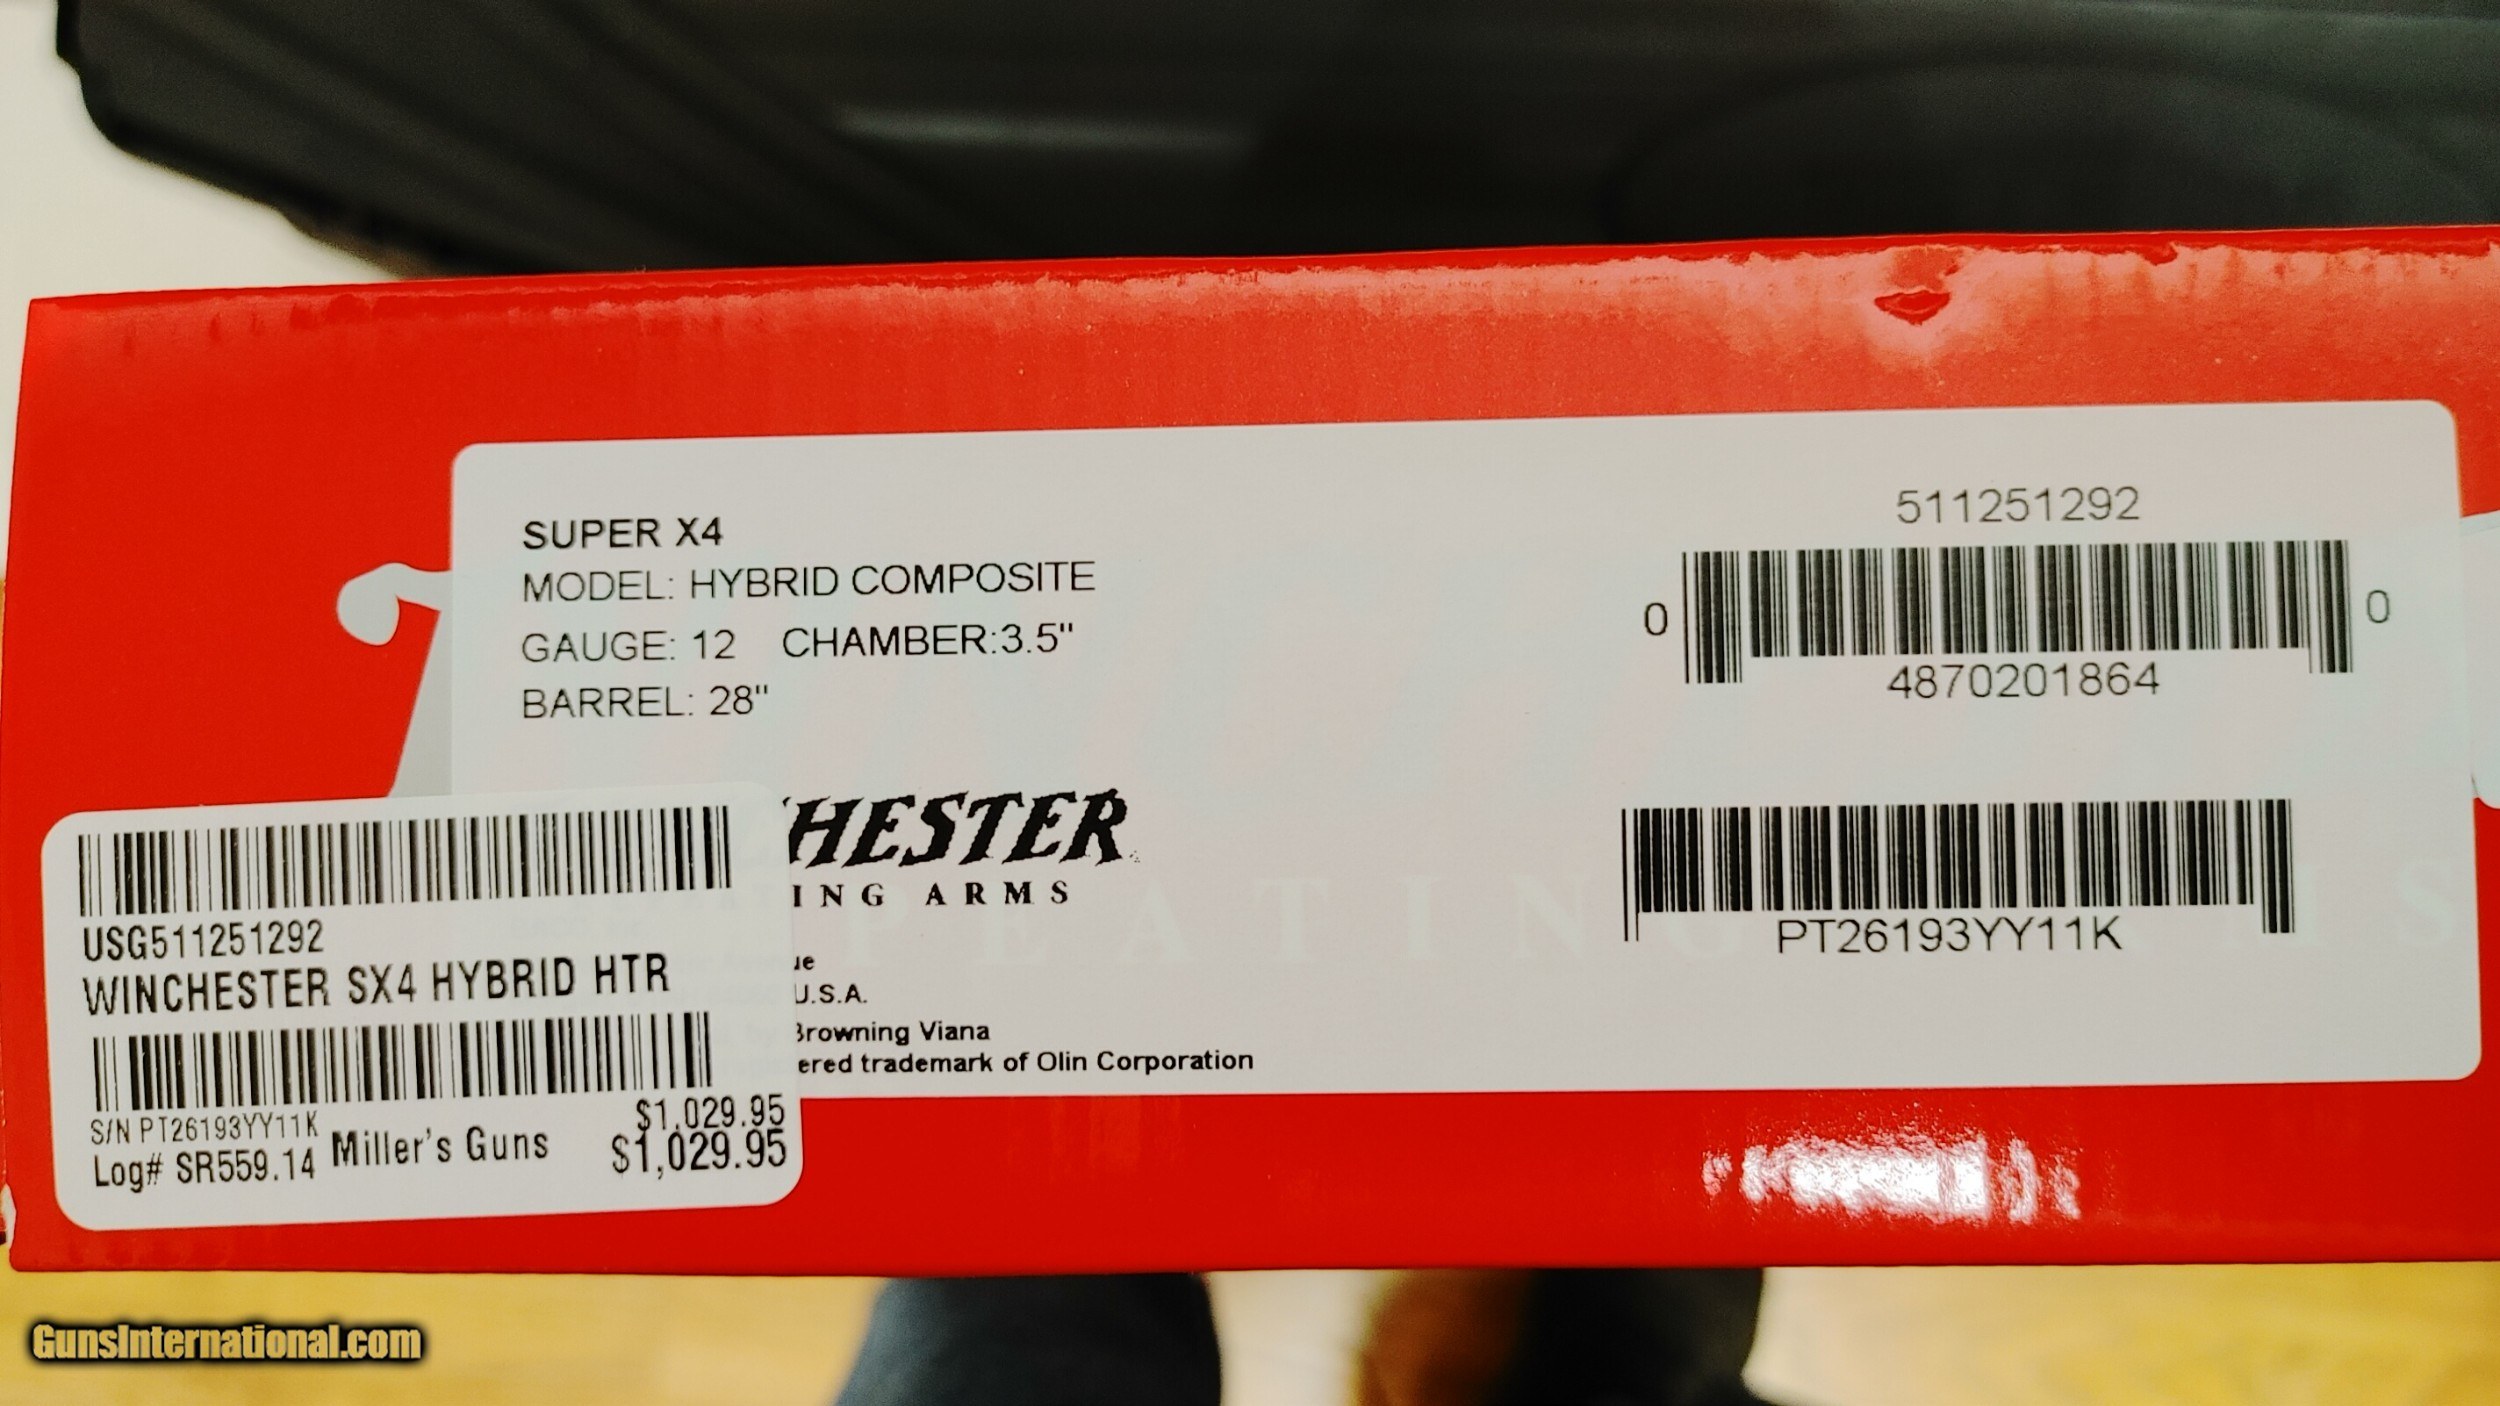 SUPER X4
MODEL: HYBRID COMPOSITE
GAUGE: 12 CHAMBER:3.5"
BARREL: 28"
511251292
0 4870201864 0
HESTER
ING ARMS
PEATING
S
PT26193YY11K
ue
U.S.A.
Browning Viana
ered trademark of Olin Corporation
USG511251292
WINCHESTER SX4 HYBRID HTR
S/N PT26193YY11K
$1,029.95
Log# SR559.14 Miller's Guns $1,029.95
GunsInternational.com